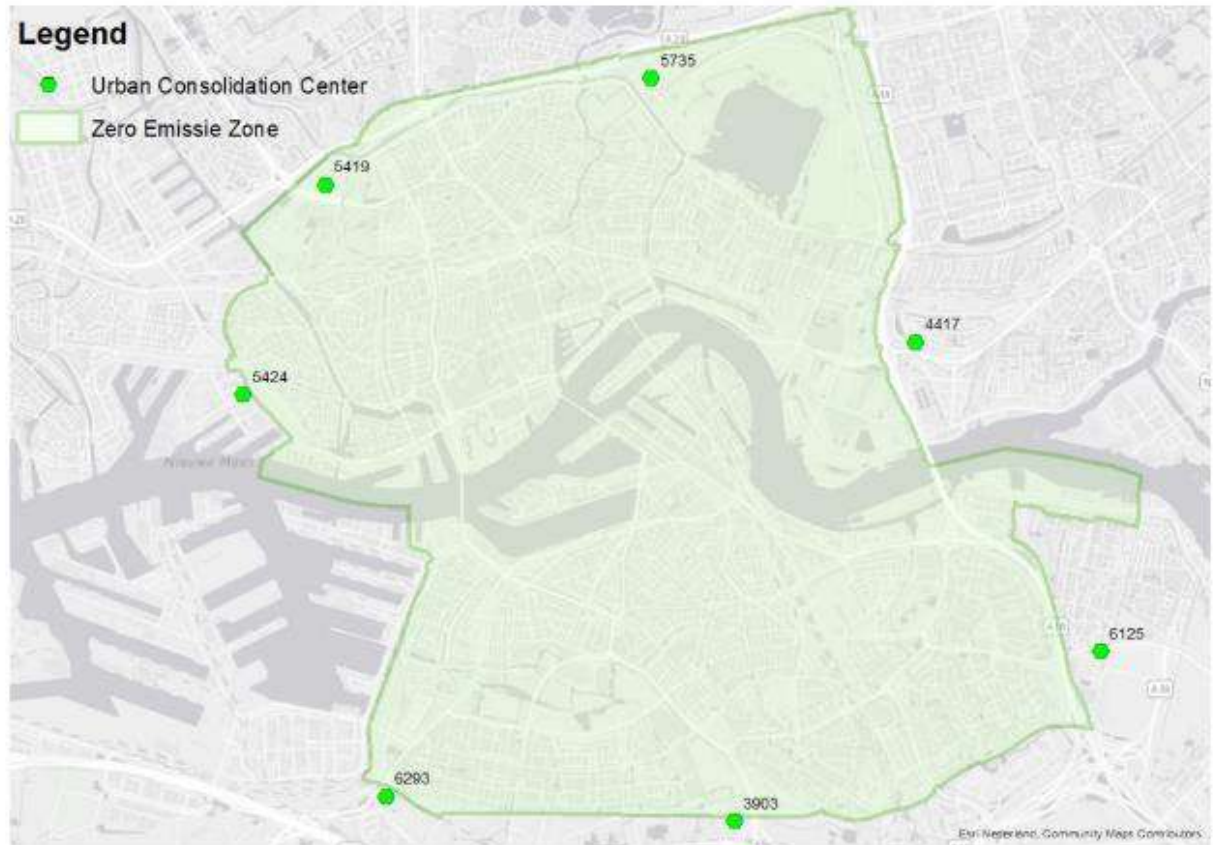 Legend
Urban Consolidation Center
Zero Emissie Zone
5735
5419
4417
5424
Nieuwe Maas
6125
6293
3903
Esri Nederland, Community Maps Contributors